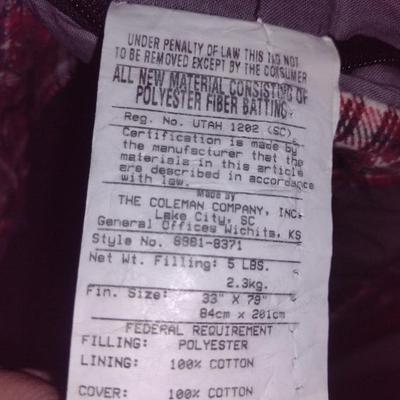 UNDER PENALTY OF LAW THIS TAG NOT
TO BE REMOVED EXCEPT BY THE CONSUMER
ALL NEW MATERIAL CONSISTING OF
POLYESTER FIBER BATTING
Reg. No. UTAH 1202 (SC)
Certification is made by
the manufacturer that the
materials in this article
are described in accordance
with law.
Made by
THE COLEMAN COMPANY, INC.
Lake City, SC
General Offices Wichita, KS
Style No. 8981-8371
Net Wt. Filling: 5 LBS.
2.3kg.
Fin. Size: 33" X 79"
84cm x 201cm
FEDERAL REQUIREMENT
FILLING: POLYESTER
LINING: 100% COTTON
COVER: 100% COTTON